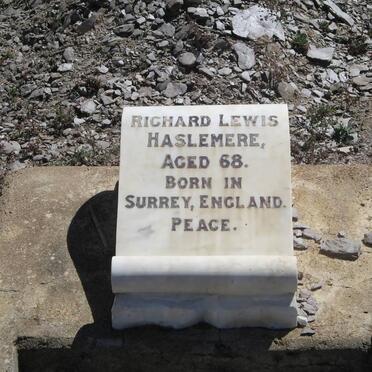 RICHARD LEWIS
HASLEMERE,
AGED 68.
BORN IN
SURREY, ENGLAND.
PEACE.